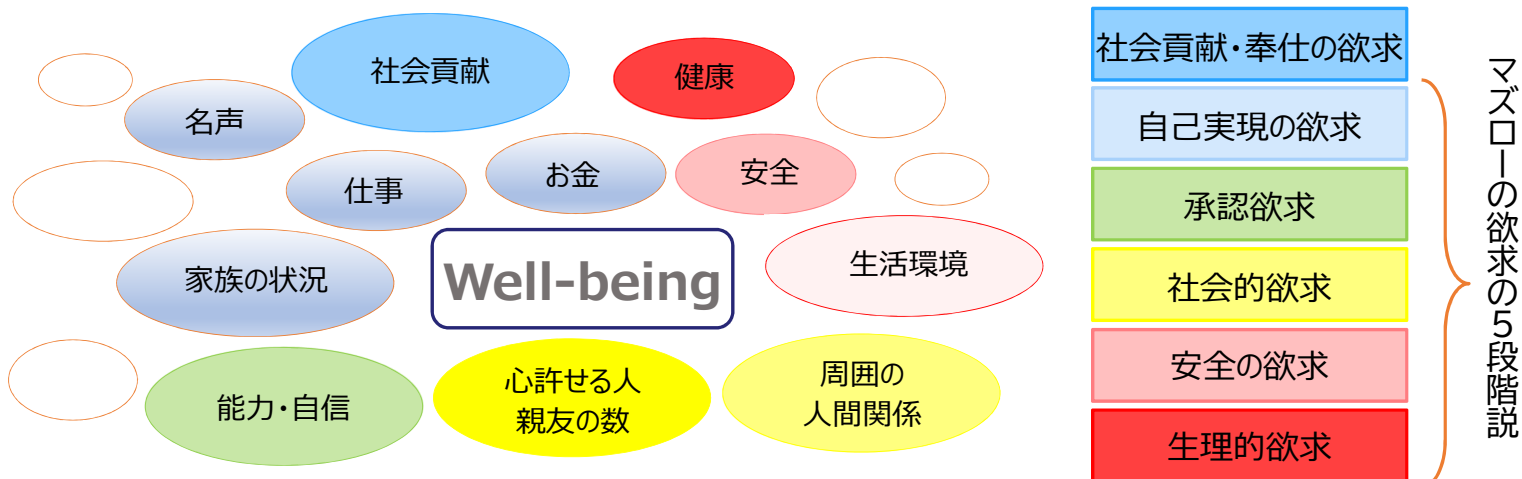 社会貢献
健康
名声
仕事
お金
安全
家族の状況
Well-being
生活環境
能力・自信
心許せる人
親友の数
周囲の
人間関係
社会貢献・奉仕の欲求
自己実現の欲求
承認欲求
社会的欲求
安全の欲求
生理的欲求
マズローの欲求の5段階説